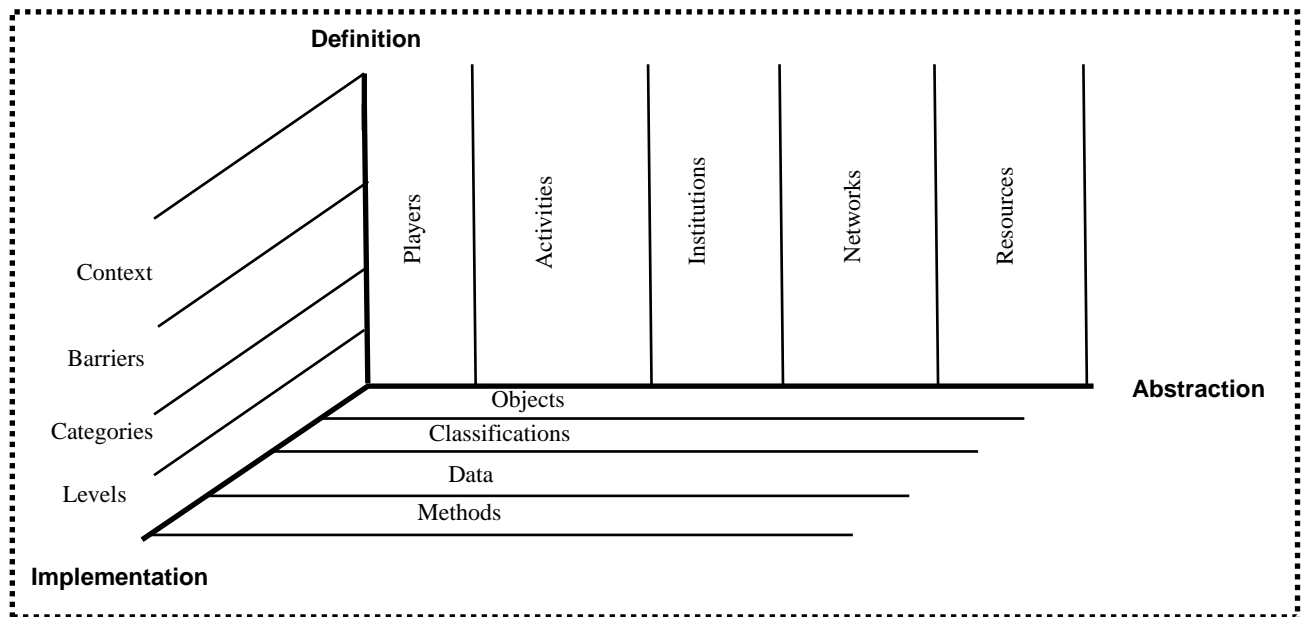 Definition
Players
Activities
Institutions
Networks
Resources
Context
Barriers
Categories
Levels
Abstraction
Objects
Classifications
Data
Methods
Implementation